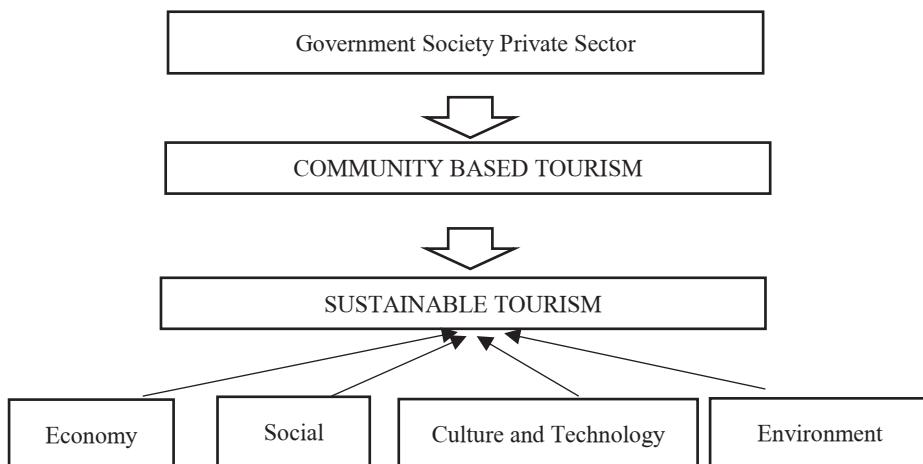 Government Society Private Sector
COMMUNITY BASED TOURISM
SUSTAINABLE TOURISM
Economy
Social
Culture and Technology
Environment